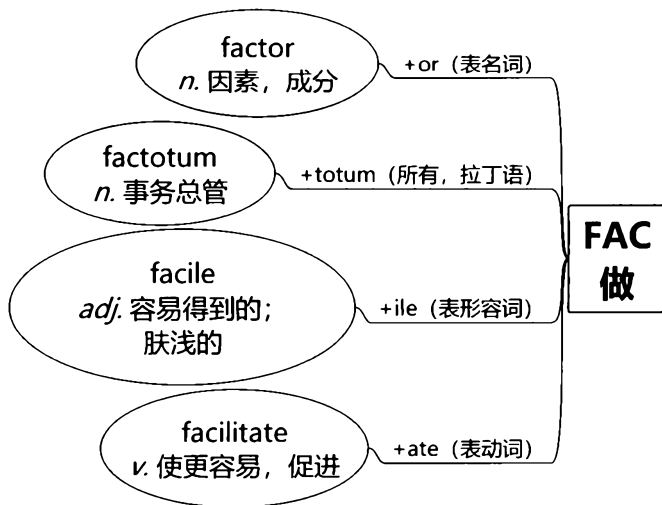 factor
n. 因素，成分
+or（表名词）
factotum
n. 事务总管
+totum（所有，拉丁语）
facile
adj. 容易得到的；
肤浅的
+ile（表形容词）
facilitate
v. 使更容易，促进
+ate（表动词）
FAC
做